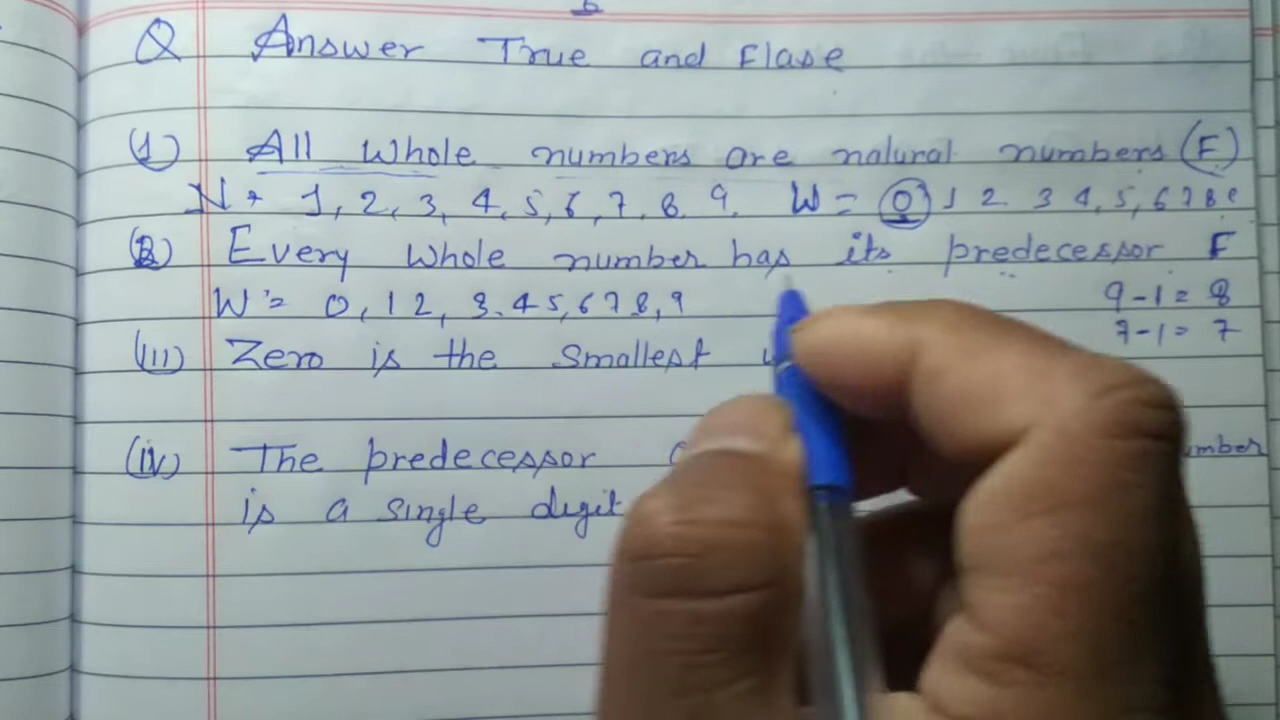 Q Answer True and Flase
(1) All Whole numbers are natural numbers (F)
N = 1, 2, 3, 4, 5, 6, 7, 8, 9. W = 0 1 2 3 4, 5, 6 7 8 9
(2) Every Whole number has its predecessor F
W = 0, 1 2, 3. 4 5, 6 7 8, 9
9 - 1 = 8
7 - 1 = 7
(III) Zero is the Smallest
(IV) The predecessor
is a single digit